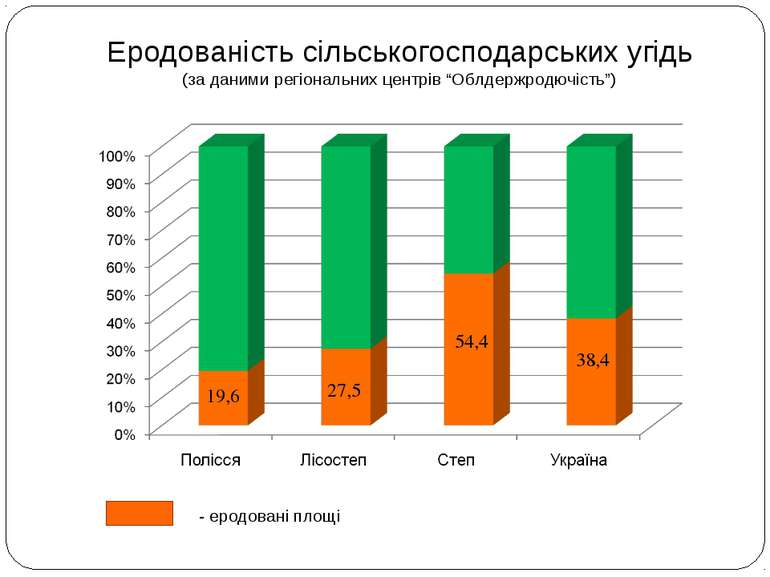 Еродованість сільськогосподарських угідь
(за даними регіональних центрів “Облдержродючість”)
100%
90%
80%
70%
60%
50%
40%
30%
20%
10%
0%
19,6
27,5
54,4
38,4
Полісся
Лісостеп
Степ
Україна
- еродовані площі